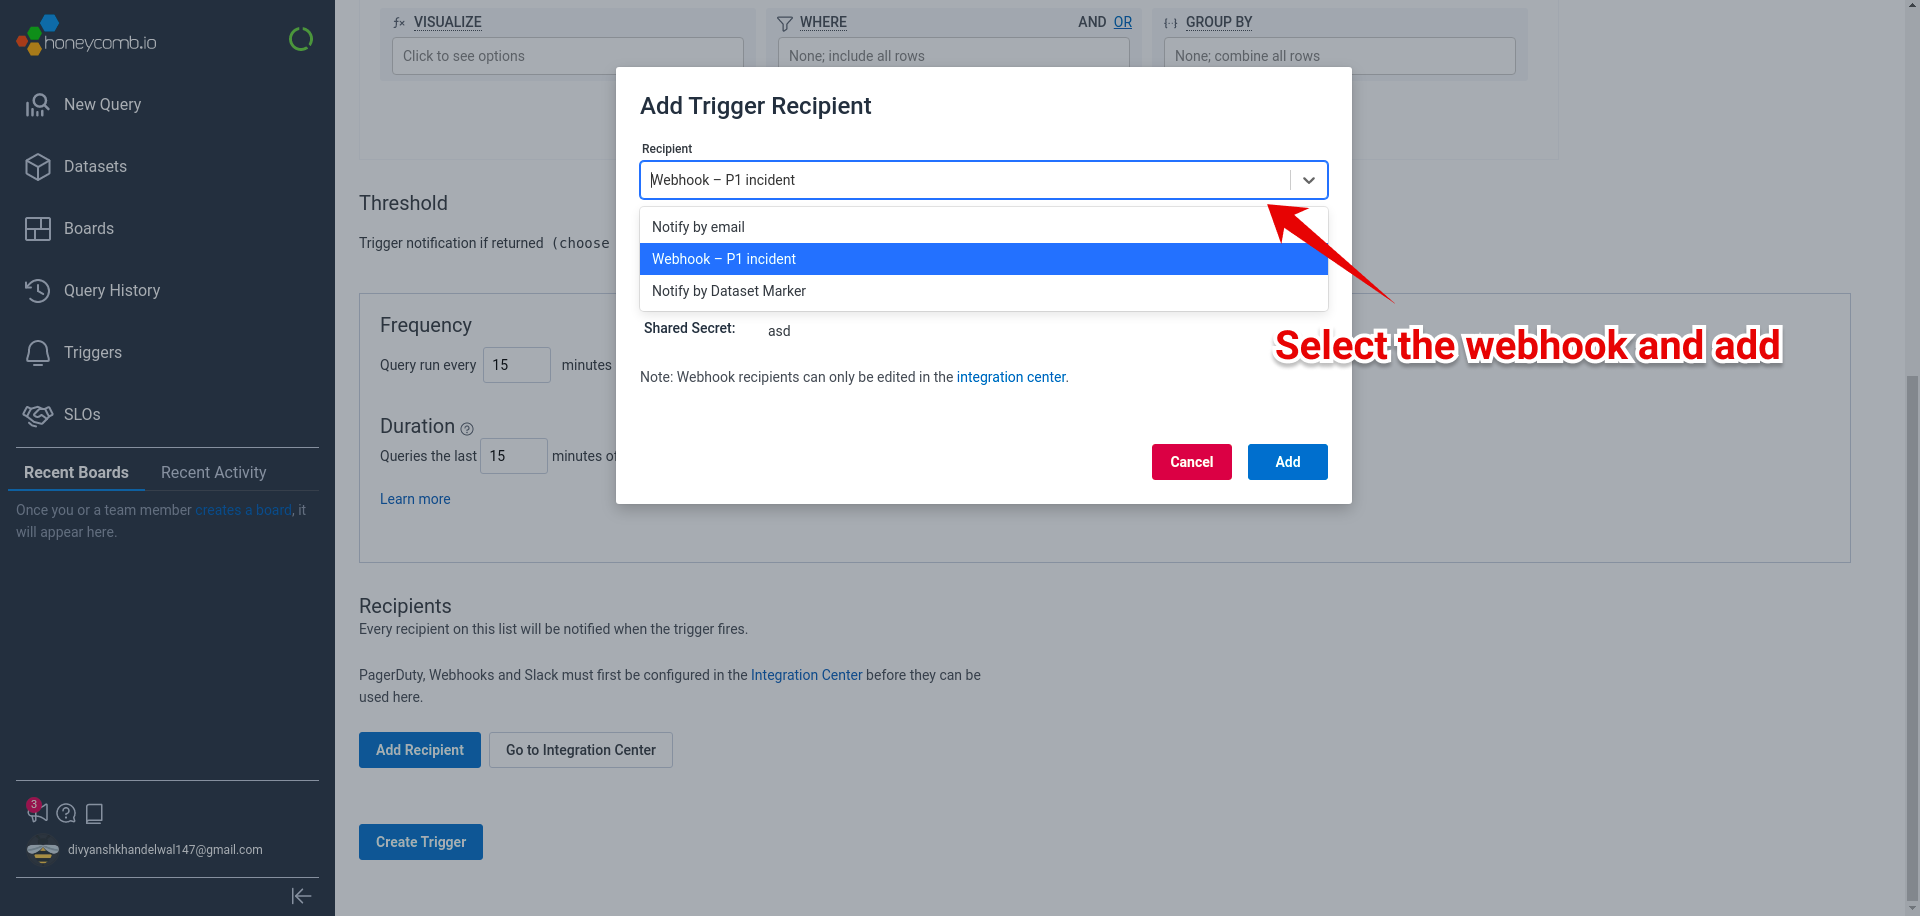 honeycomb.io
New Query
Datasets
Boards
Query History
Triggers
SLOs
Recent Boards
Recent Activity
Once you or a team member creates a board, it
will appear here.
3
divyanshkhandelwal147@gmail.com
VISUALIZE
Click to see options
WHERE
AND OR
None; include all rows
GROUP BY
None; combine all rows
Threshold
Trigger notification if returned (choose
Frequency
Query run every 15 minutes
Duration
Queries the last 15 minutes of
Learn more
Add Trigger Recipient
Recipient
Webhook – P1 incident
Notify by email
Webhook – P1 incident
Notify by Dataset Marker
Shared Secret: asd
Note: Webhook recipients can only be edited in the integration center.
Cancel
Add
Select the webhook and add
Recipients
Every recipient on this list will be notified when the trigger fires.
PagerDuty, Webhooks and Slack must first be configured in the Integration Center before they can be
used here.
Add Recipient
Go to Integration Center
Create Trigger